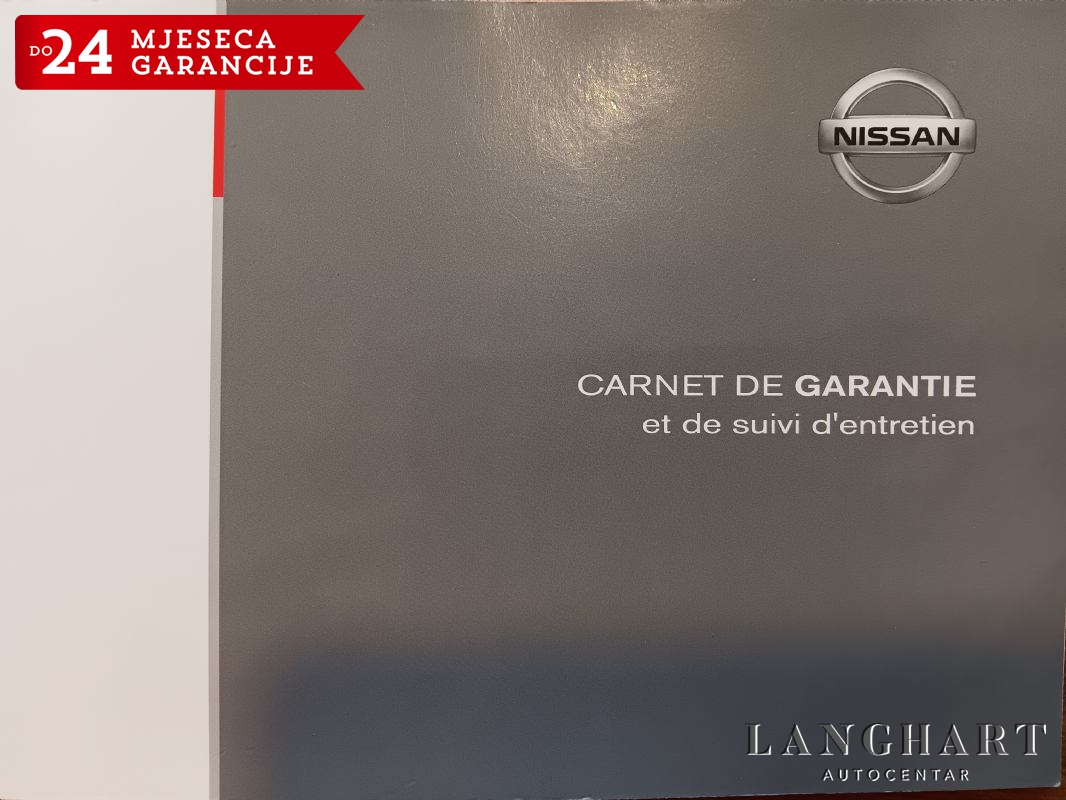 DO 24 MJESECA
GARANCIJE
NISSAN
CARNET DE GARANTIE
et de suivi d'entretien
LANGHART
AUTOCENTAR